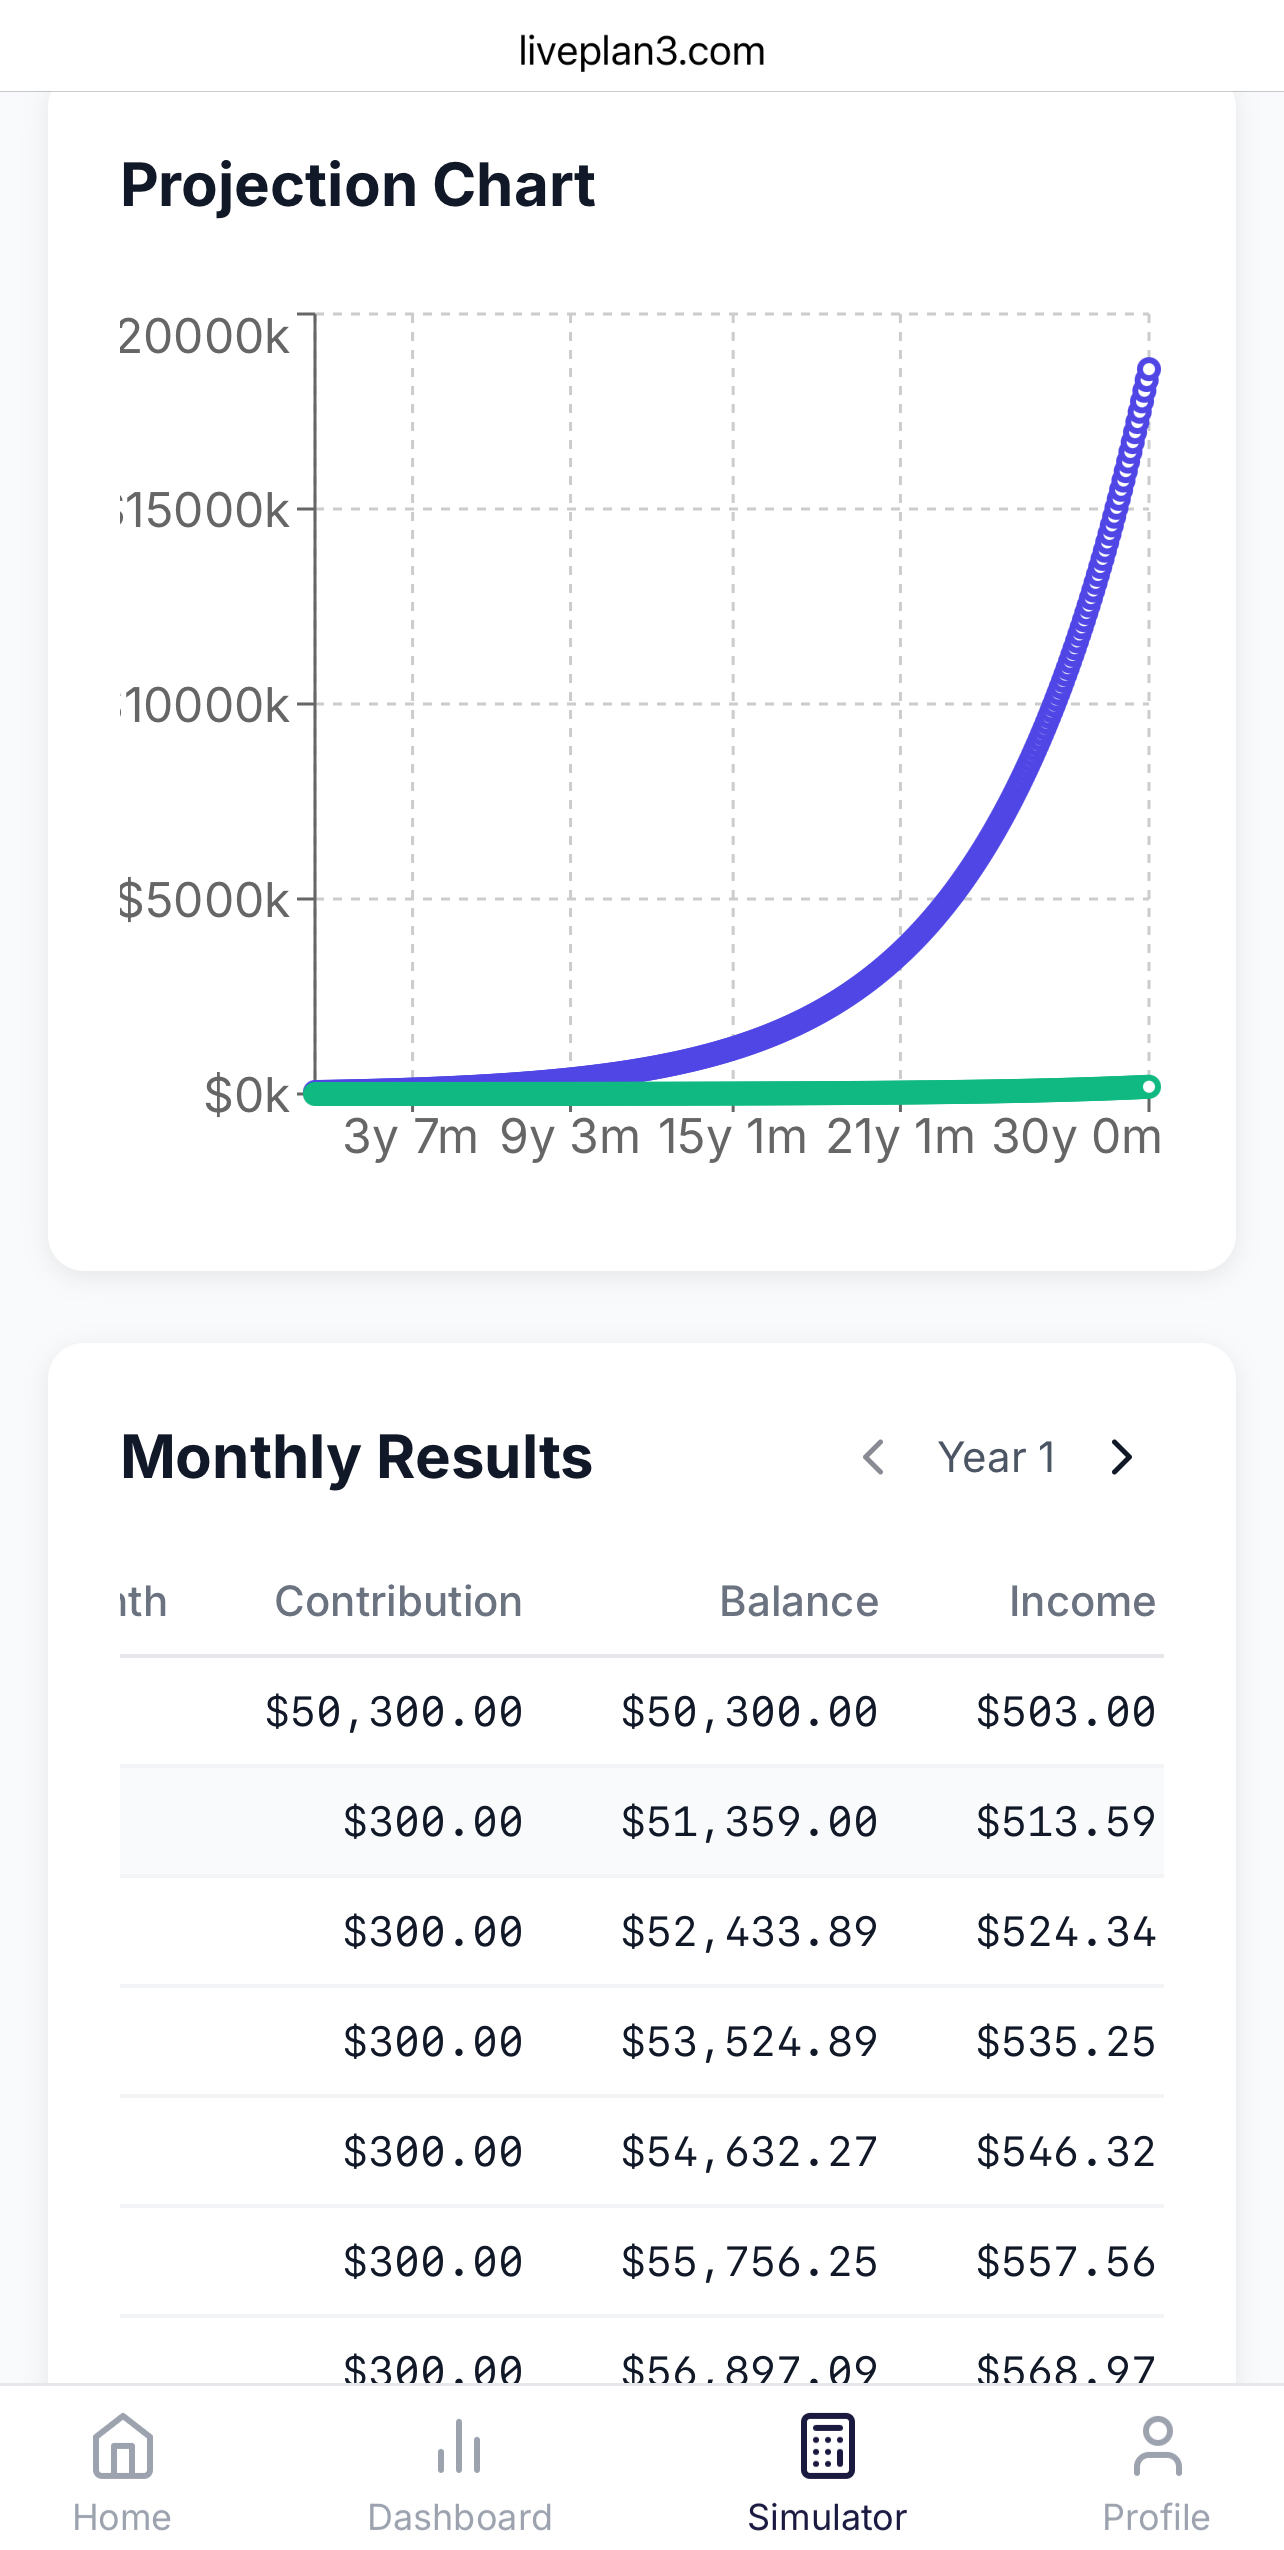 liveplan3.com
Projection Chart
20000k
$15000k
$10000k
$5000k
$0k
3y 7m 9y 3m 15y 1m 21y 1m 30y 0m
Monthly Results
Year 1
nth Contribution Balance Income
$50,300.00 $50,300.00 $503.00
$300.00 $51,359.00 $513.59
$300.00 $52,433.89 $524.34
$300.00 $53,524.89 $535.25
$300.00 $54,632.27 $546.32
$300.00 $55,756.25 $557.56
$300.00 $56,897.09 $568.97
Home Dashboard Simulator Profile